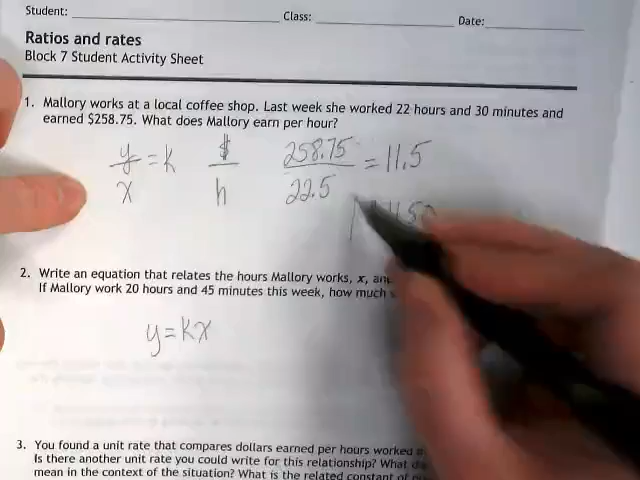 Student: Class: Date:
Ratios and rates
Block 7 Student Activity Sheet
1. Mallory works at a local coffee shop. Last week she worked 22 hours and 30 minutes and
earned $258.75. What does Mallory earn per hour?
y/x = k $/h 258.75/22.5 = 11.5
11.50
2. Write an equation that relates the hours Mallory works, x,
If Mallory work 20 hours and 45 minutes this week, how much
y=kx
3. You found a unit rate that compares dollars earned per hours worked
Is there another unit rate you could write for this relationship? What
mean in the context of the situation? What is the related constant of